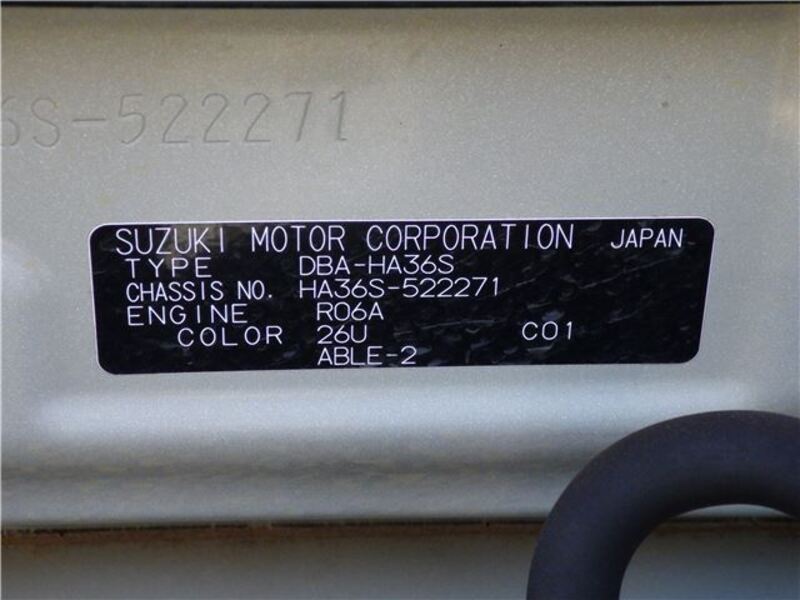 6S-522271
SUZUKI MOTOR CORPORATION JAPAN
TYPE DBA-HA36S
CHASSIS NO. HA36S-522271
ENGINE R06A
COLOR 26U C01
ABLE-2